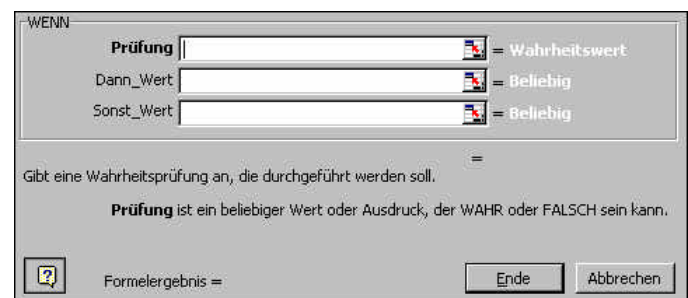 WENN
Prüfung = Wahrheitswert
Dann_Wert = Beliebig
Sonst_Wert = Beliebig
=
Gibt eine Wahrheitsprüfung an, die durchgeführt werden soll.
Prüfung ist ein beliebiger Wert oder Ausdruck, der WAHR oder FALSCH sein kann.
? Formelergebnis = Ende Abbrechen